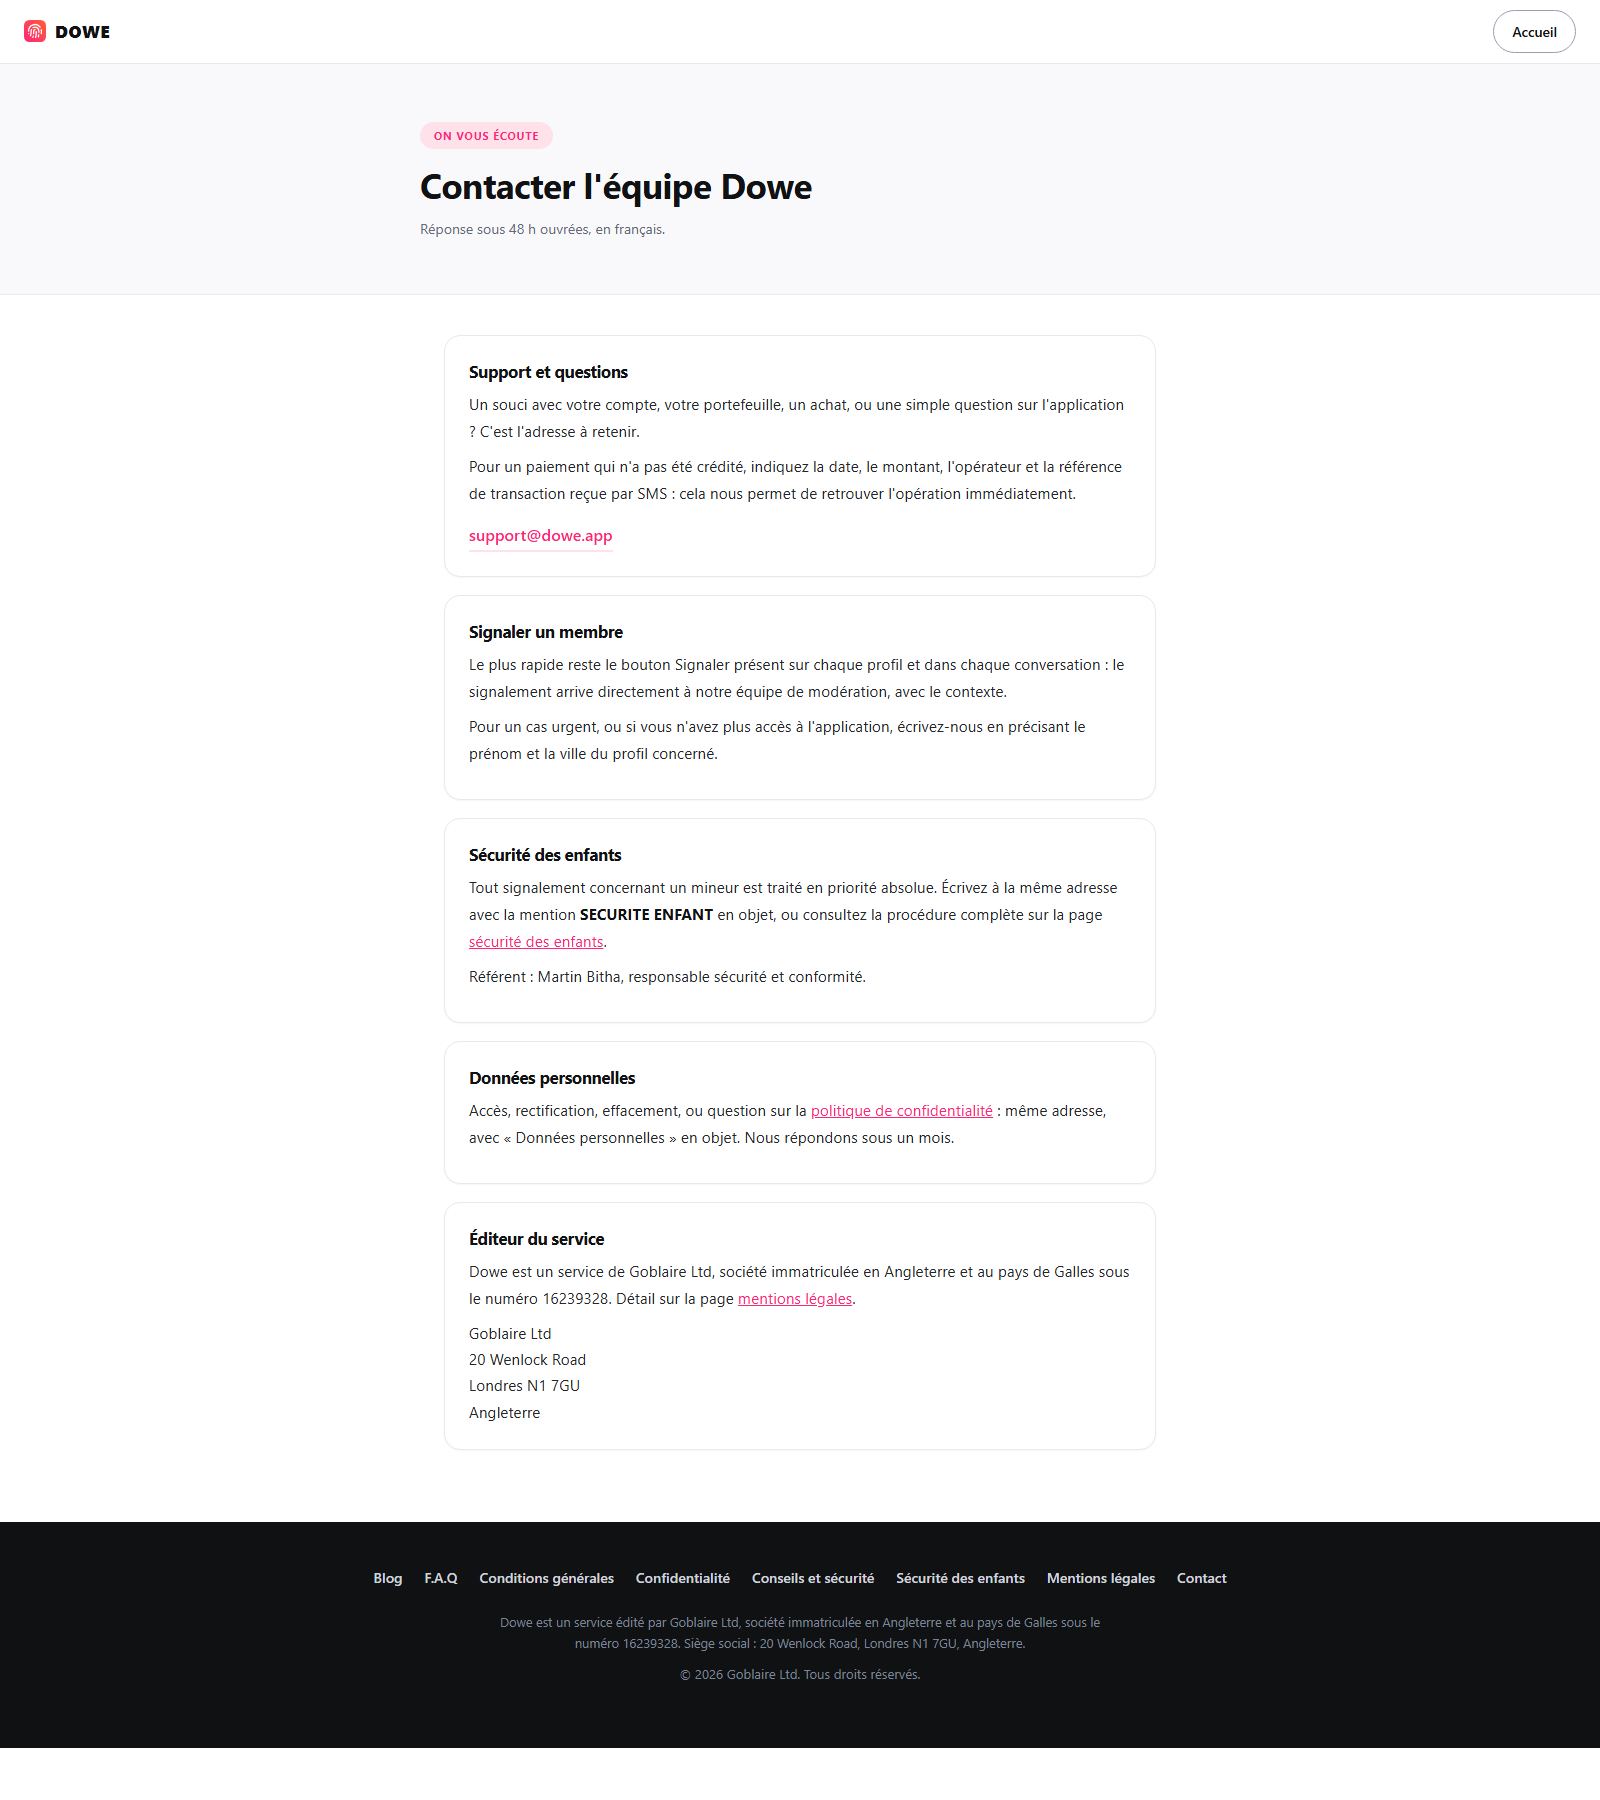 DOWE
Accueil
ON VOUS ÉCOUTE
Contacter l'équipe Dowe
Réponse sous 48 h ouvrées, en français.
Support et questions
Un souci avec votre compte, votre portefeuille, un achat, ou une simple question sur l'application
? C'est l'adresse à retenir.
Pour un paiement qui n'a pas été crédité, indiquez la date, le montant, l'opérateur et la référence
de transaction reçue par SMS : cela nous permet de retrouver l'opération immédiatement.
support@dowe.app
Signaler un membre
Le plus rapide reste le bouton Signaler présent sur chaque profil et dans chaque conversation : le
signalement arrive directement à notre équipe de modération, avec le contexte.
Pour un cas urgent, ou si vous n'avez plus accès à l'application, écrivez-nous en précisant le
prénom et la ville du profil concerné.
Sécurité des enfants
Tout signalement concernant un mineur est traité en priorité absolue. Écrivez à la même adresse
avec la mention SECURITE ENFANT en objet, ou consultez la procédure complète sur la page
sécurité des enfants.
Référent : Martin Bitha, responsable sécurité et conformité.
Données personnelles
Accès, rectification, effacement, ou question sur la politique de confidentialité : même adresse,
avec « Données personnelles » en objet. Nous répondons sous un mois.
Éditeur du service
Dowe est un service de Goblaire Ltd, société immatriculée en Angleterre et au pays de Galles sous
le numéro 16239328. Détail sur la page mentions légales.
Goblaire Ltd
20 Wenlock Road
Londres N1 7GU
Angleterre
Blog F.A.Q Conditions générales Confidentialité Conseils et sécurité Sécurité des enfants Mentions légales Contact
Dowe est un service édité par Goblaire Ltd, société immatriculée en Angleterre et au pays de Galles sous le
numéro 16239328. Siège social : 20 Wenlock Road, Londres N1 7GU, Angleterre.
© 2026 Goblaire Ltd. Tous droits réservés.